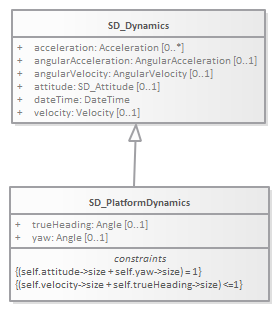 SD_Dynamics
+ acceleration: Acceleration [0..*]
+ angularAcceleration: AngularAcceleration [0..1]
+ angularVelocity: AngularVelocity [0..1]
+ attitude: SD_Attitude [0..1]
+ dateTime: DateTime
+ velocity: Velocity [0..1]
SD_PlatformDynamics
+ trueHeading: Angle [0..1]
+ yaw: Angle [0..1]
constraints
{(self.attitude->size + self.yaw->size) = 1}
{(self.velocity->size + self.trueHeading->size) <=1}